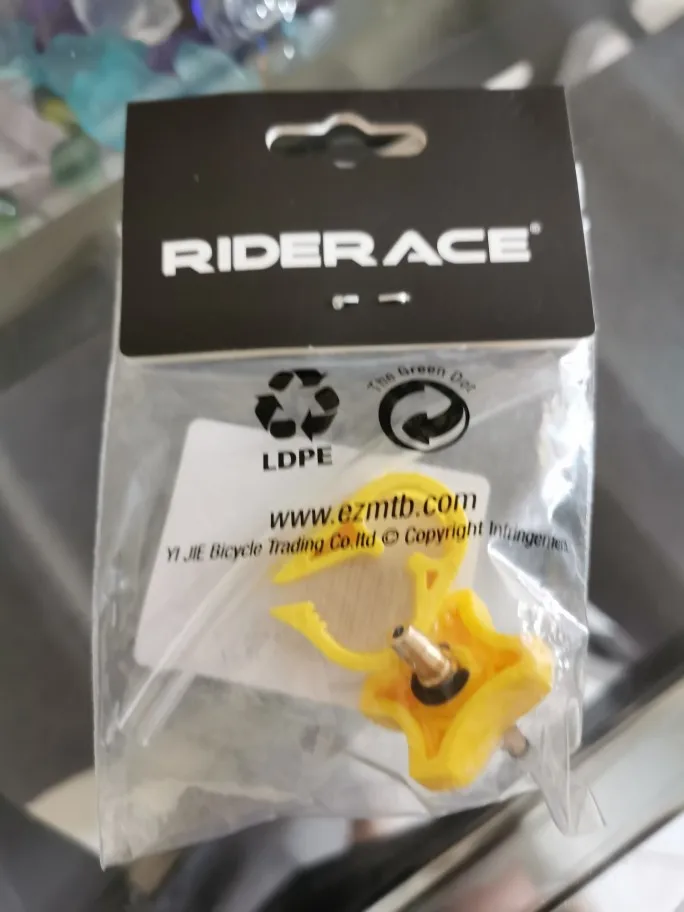 RIDERACE®
The Green Dot
LDPE
www.ezmtb.com
YI JIE Bicycle Trading Co.ltd © Copyright Infringement